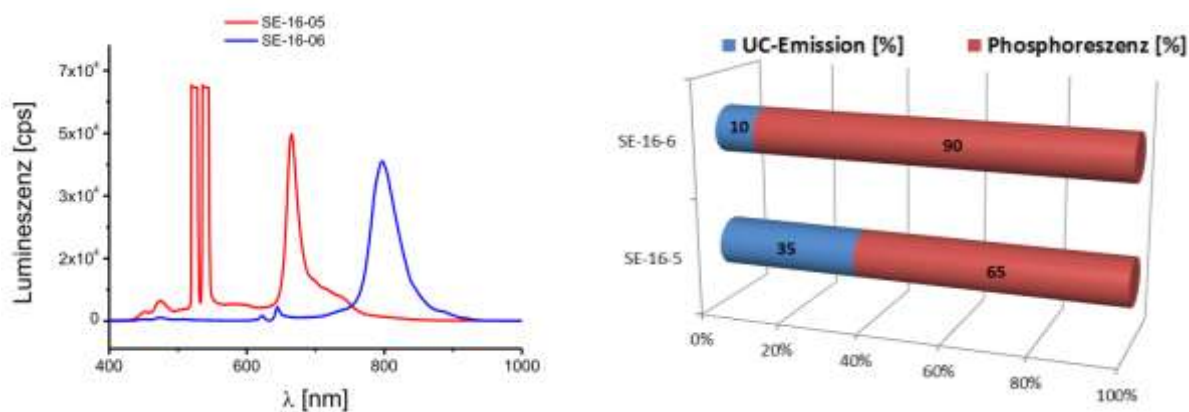 SE-16-05
SE-16-06
7x10⁴
5x10⁴
3x10⁴
2x10⁴
0
Lumineszenz [cps]
400 600 800 1000
λ [nm]
UC-Emission [%] Phosphoreszenz [%]
SE-16-6
10 90
SE-16-5
35 65
0% 20% 40% 60% 80% 100%